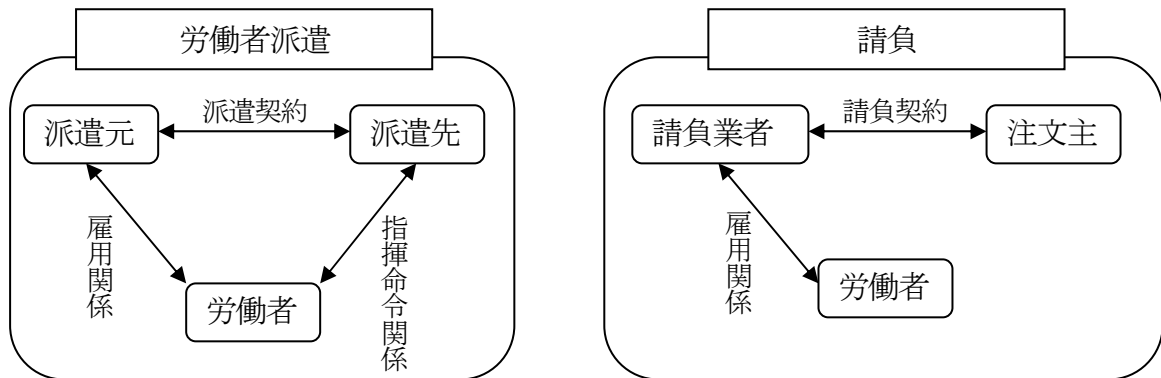 労働者派遣
派遣元
派遣契約
派遣先
雇用関係
指揮命令関係
労働者
請負
請負業者
請負契約
注文主
雇用関係
労働者